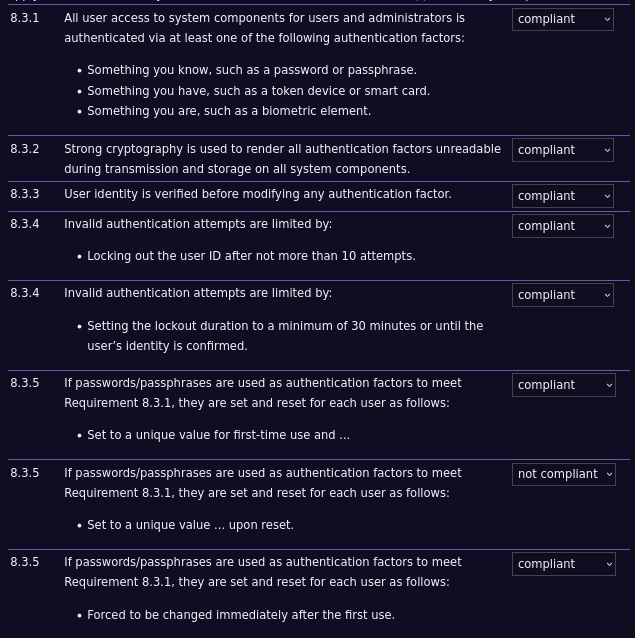 8.3.1 All user access to system components for users and administrators is compliant
authenticated via at least one of the following authentication factors:
• Something you know, such as a password or passphrase.
• Something you have, such as a token device or smart card.
• Something you are, such as a biometric element.
8.3.2 Strong cryptography is used to render all authentication factors unreadable compliant
during transmission and storage on all system components.
8.3.3 User identity is verified before modifying any authentication factor. compliant
8.3.4 Invalid authentication attempts are limited by: compliant
• Locking out the user ID after not more than 10 attempts.
8.3.4 Invalid authentication attempts are limited by: compliant
• Setting the lockout duration to a minimum of 30 minutes or until the
user’s identity is confirmed.
8.3.5 If passwords/passphrases are used as authentication factors to meet compliant
Requirement 8.3.1, they are set and reset for each user as follows:
• Set to a unique value for first-time use and ...
8.3.5 If passwords/passphrases are used as authentication factors to meet not compliant
Requirement 8.3.1, they are set and reset for each user as follows:
• Set to a unique value ... upon reset.
8.3.5 If passwords/passphrases are used as authentication factors to meet compliant
Requirement 8.3.1, they are set and reset for each user as follows:
• Forced to be changed immediately after the first use.